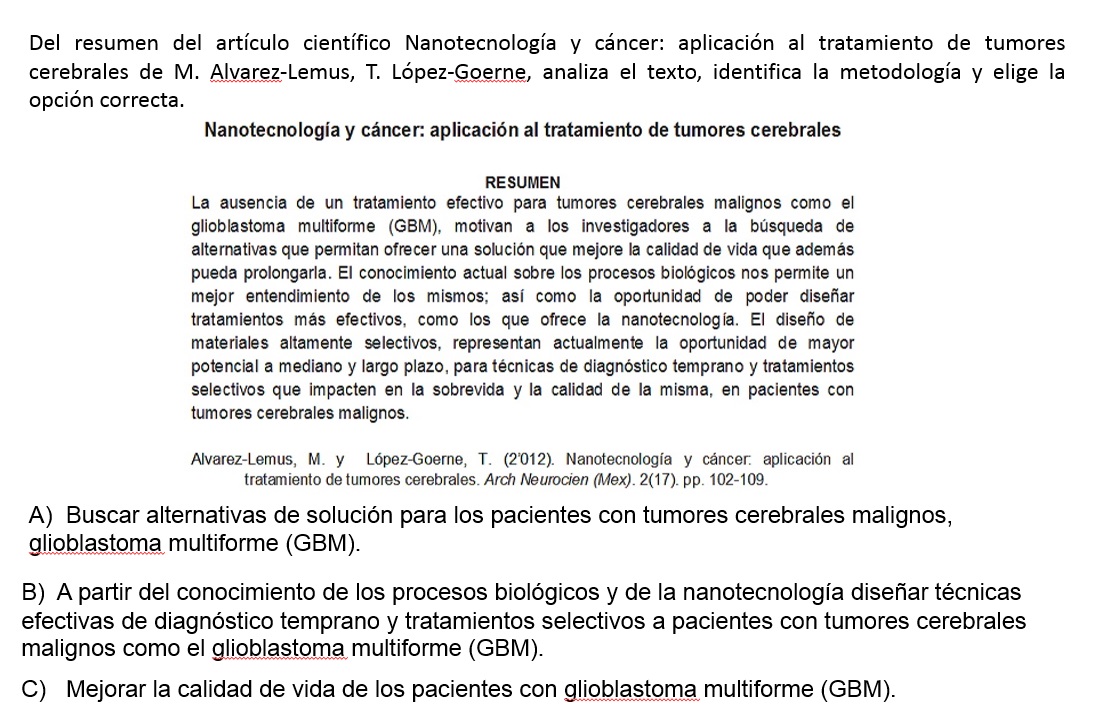 Del resumen del artículo científico Nanotecnología y cáncer: aplicación al tratamiento de tumores
cerebrales de M. Alvarez-Lemus, T. López-Goerne, analiza el texto, identifica la metodología y elige la
opción correcta.
Nanotecnología y cáncer: aplicación al tratamiento de tumores cerebrales
RESUMEN
La ausencia de un tratamiento efectivo para tumores cerebrales malignos como el
glioblastoma multiforme (GBM), motivan a los investigadores a la búsqueda de
alternativas que permitan ofrecer una solución que mejore la calidad de vida que además
pueda prolongarla. El conocimiento actual sobre los procesos biológicos nos permite un
mejor entendimiento de los mismos; así como la oportunidad de poder diseñar
tratamientos más efectivos, como los que ofrece la nanotecnología. El diseño de
materiales altamente selectivos, representan actualmente la oportunidad de mayor
potencial a mediano y largo plazo, para técnicas de diagnóstico temprano y tratamientos
selectivos que impacten en la sobrevida y la calidad de la misma, en pacientes con
tumores cerebrales malignos.
Alvarez-Lemus, M. y López-Goerne, T. (2'012). Nanotecnología y cáncer: aplicación al
tratamiento de tumores cerebrales. Arch Neurocien (Mex). 2(17). pp. 102-109.
A) Buscar alternativas de solución para los pacientes con tumores cerebrales malignos,
glioblastoma multiforme (GBM).
B) A partir del conocimiento de los procesos biológicos y de la nanotecnología diseñar técnicas
efectivas de diagnóstico temprano y tratamientos selectivos a pacientes con tumores cerebrales
malignos como el glioblastoma multiforme (GBM).
C) Mejorar la calidad de vida de los pacientes con glioblastoma multiforme (GBM).